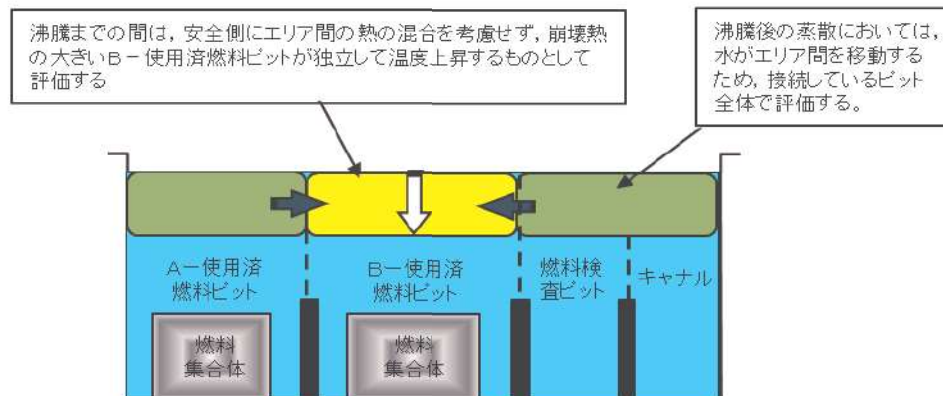 沸騰までの間は，安全側にエリア間の熱の混合を考慮せず，崩壊熱
の大きいB－使用済燃料ピットが独立して温度上昇するものとして
評価する
沸騰後の蒸散においては，
水がエリア間を移動する
ため，接続しているピット
全体で評価する。
A－使用済
燃料ピット
B－使用済
燃料ピット
燃料検
査ピット
キャナル
燃料
集合体
燃料
集合体